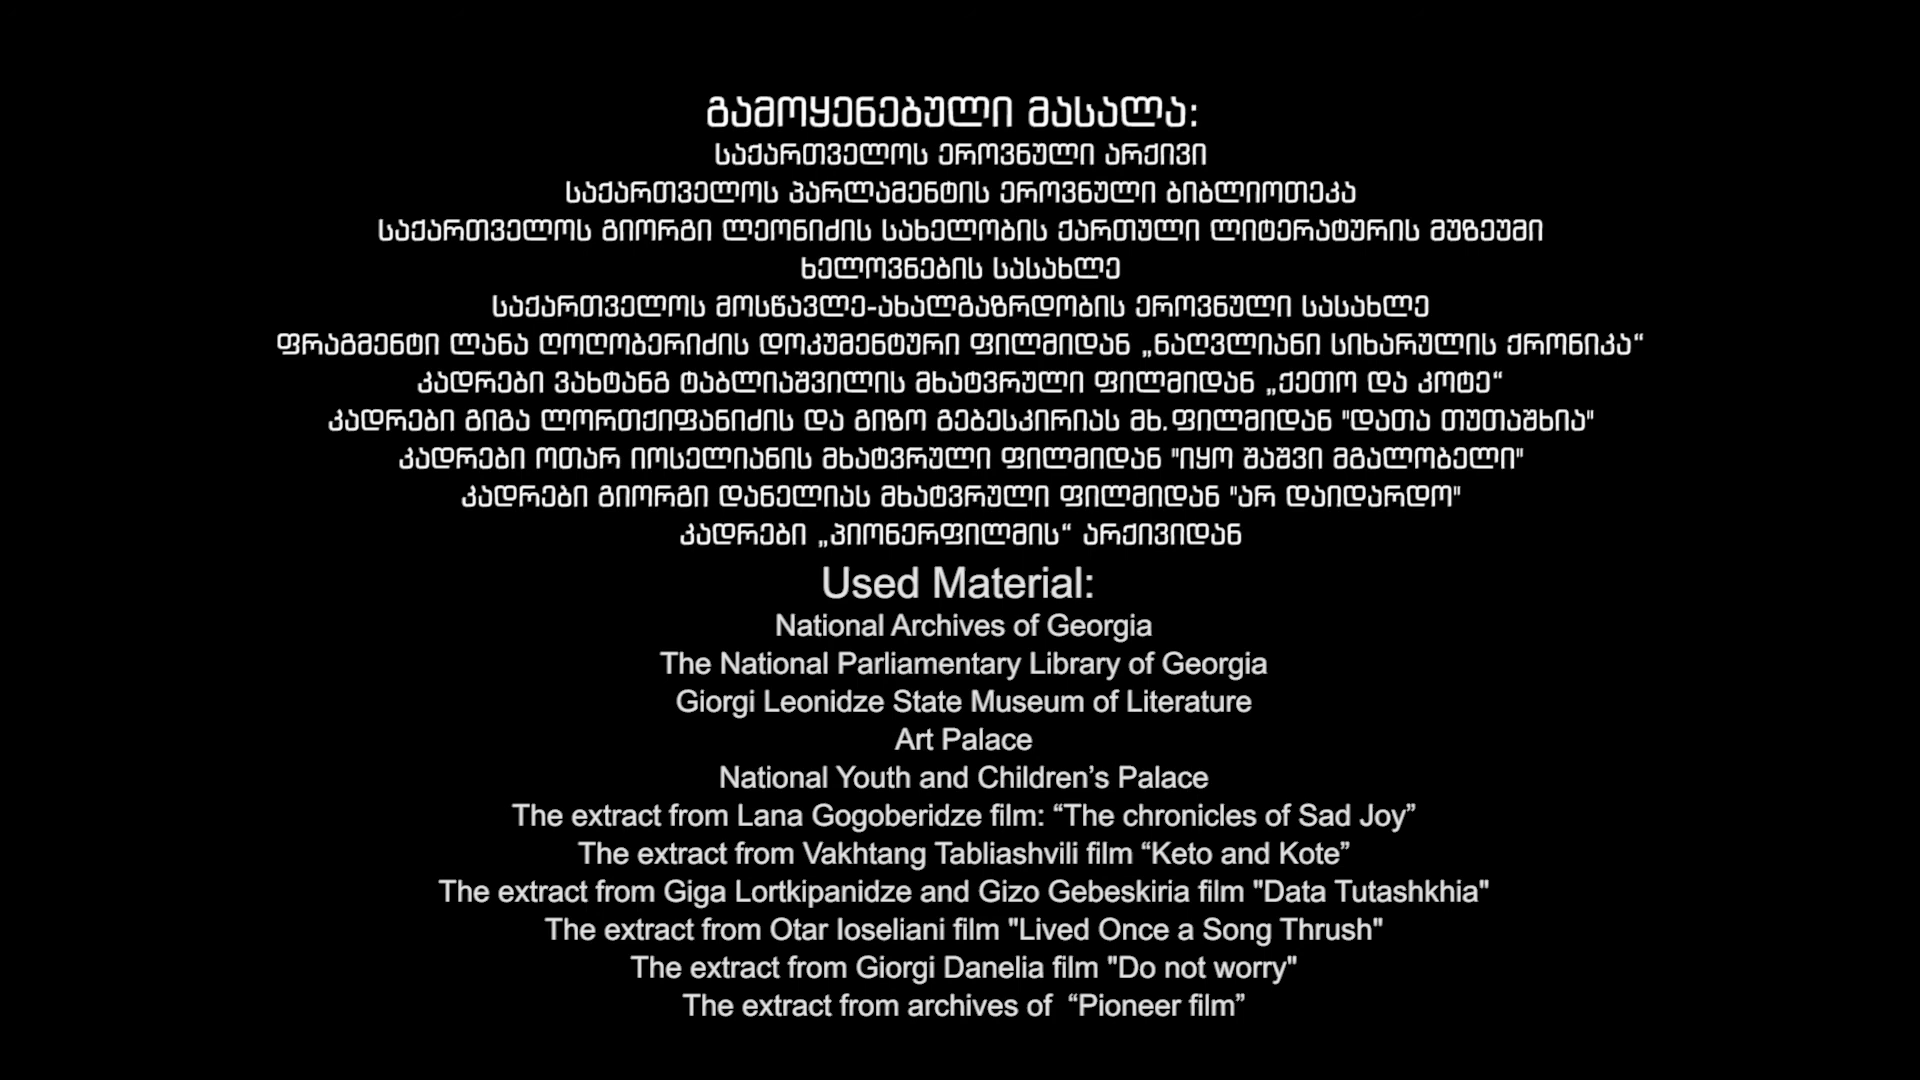 გამოყენებული მასალა:
საქართველოს ეროვნული არქივი
საქართველოს პარლამენტის ეროვნული ბიბლიოთეკა
საქართველოს გიორგი ლეონიძის სახელობის ქართული ლიტერატურის მუზეუმი
ხელოვნების სასახლე
საქართველოს მოსწავლე-ახალგაზრდობის ეროვნული სასახლე
ფრაგმენტი ლანა ღოღობერიძის დოკუმენტური ფილმიდან „ნაღვლიანი სიხარულის ქრონიკა“
კადრები ვახტანგ ტაბლიაშვილის მხატვრული ფილმიდან „ქეთო და კოტე“
კადრები გიგა ლორთქიფანიძის და გიზო გებესკირიას მხ.ფილმიდან "დათა თუთაშხია"
კადრები ოთარ იოსელიანის მხატვრული ფილმიდან "იყო შაშვი მგალობელი"
კადრები გიორგი დანელიას მხატვრული ფილმიდან "არ დაიდარდო"
კადრები „პიონერფილმის“ არქივიდან
Used Material:
National Archives of Georgia
The National Parliamentary Library of Georgia
Giorgi Leonidze State Museum of Literature
Art Palace
National Youth and Children’s Palace
The extract from Lana Gogoberidze film: “The chronicles of Sad Joy”
The extract from Vakhtang Tabliashvili film “Keto and Kote”
The extract from Giga Lortkipanidze and Gizo Gebeskiria film "Data Tutashkhia"
The extract from Otar Ioseliani film "Lived Once a Song Thrush"
The extract from Giorgi Danelia film "Do not worry"
The extract from archives of  “Pioneer film”